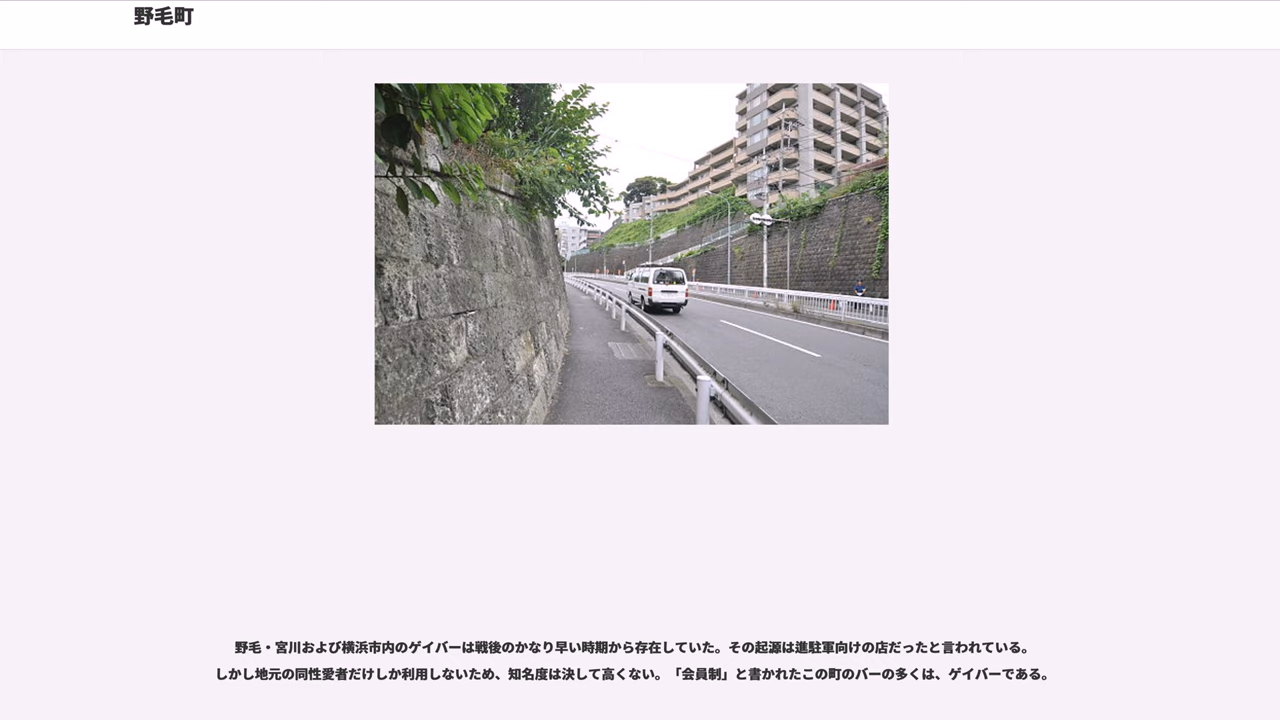 野毛町
野毛・宮川および横浜市内のゲイバーは戦後のかなり早い時期から存在していた。その起源は進駐軍向けの店だったと言われている。
しかし地元の同性愛者だけしか利用しないため、知名度は決して高くない。「会員制」と書かれたこの町のバーの多くは、ゲイバーである。